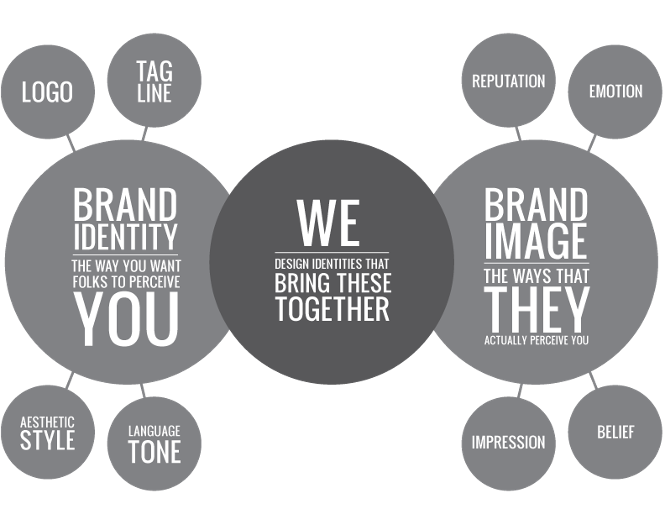 LOGO
TAG
LINE
BRAND
IDENTITY
THE WAY YOU WANT
FOLKS TO PERCEIVE
YOU
AESTHETIC
STYLE
LANGUAGE
TONE
WE
DESIGN IDENTITIES THAT
BRING THESE
TOGETHER
REPUTATION
EMOTION
BRAND
IMAGE
THE WAYS THAT
THEY
ACTUALLY PERCEIVE YOU
IMPRESSION
BELIEF